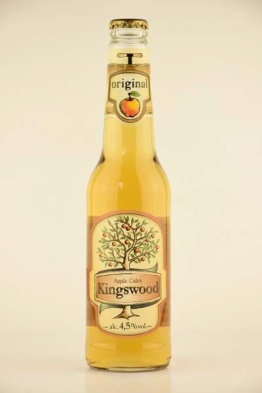 original
Apple Cider
Kingswood
alc. 4,5% vol.